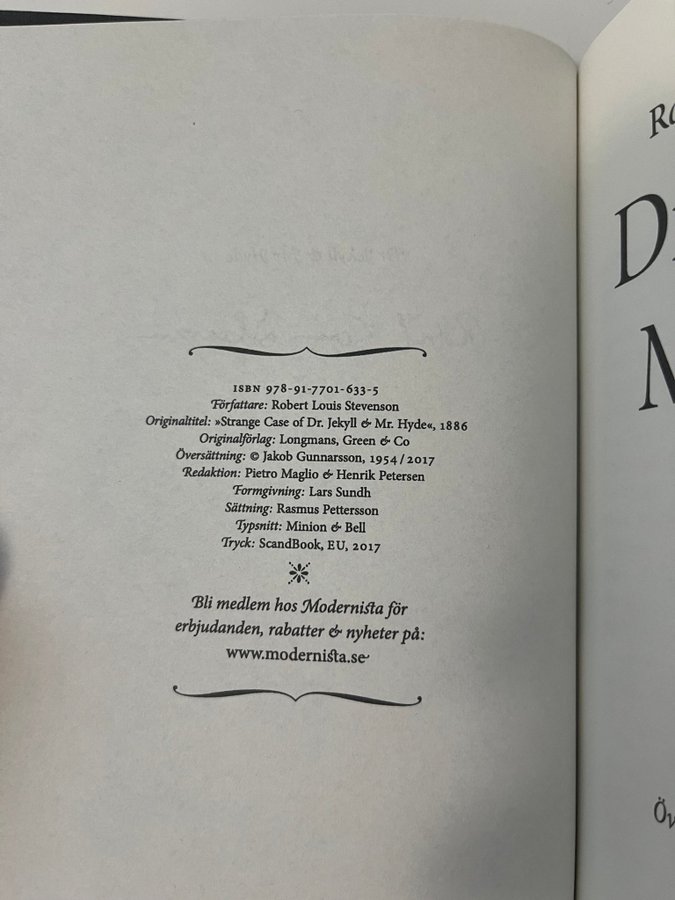 ISBN 978-91-7701-633-5
Författare: Robert Louis Stevenson
Originaltitel: »Strange Case of Dr. Jekyll & Mr. Hyde«, 1886
Originalförlag: Longmans, Green & Co
Översättning: © Jakob Gunnarsson, 1954/2017
Redaktion: Pietro Maglio & Henrik Petersen
Formgivning: Lars Sundh
Sättning: Rasmus Pettersson
Typsnitt: Minion & Bell
Tryck: ScandBook, EU, 2017
Bli medlem hos Modernista för
erbjudanden, rabatter & nyheter på:
www.modernista.se